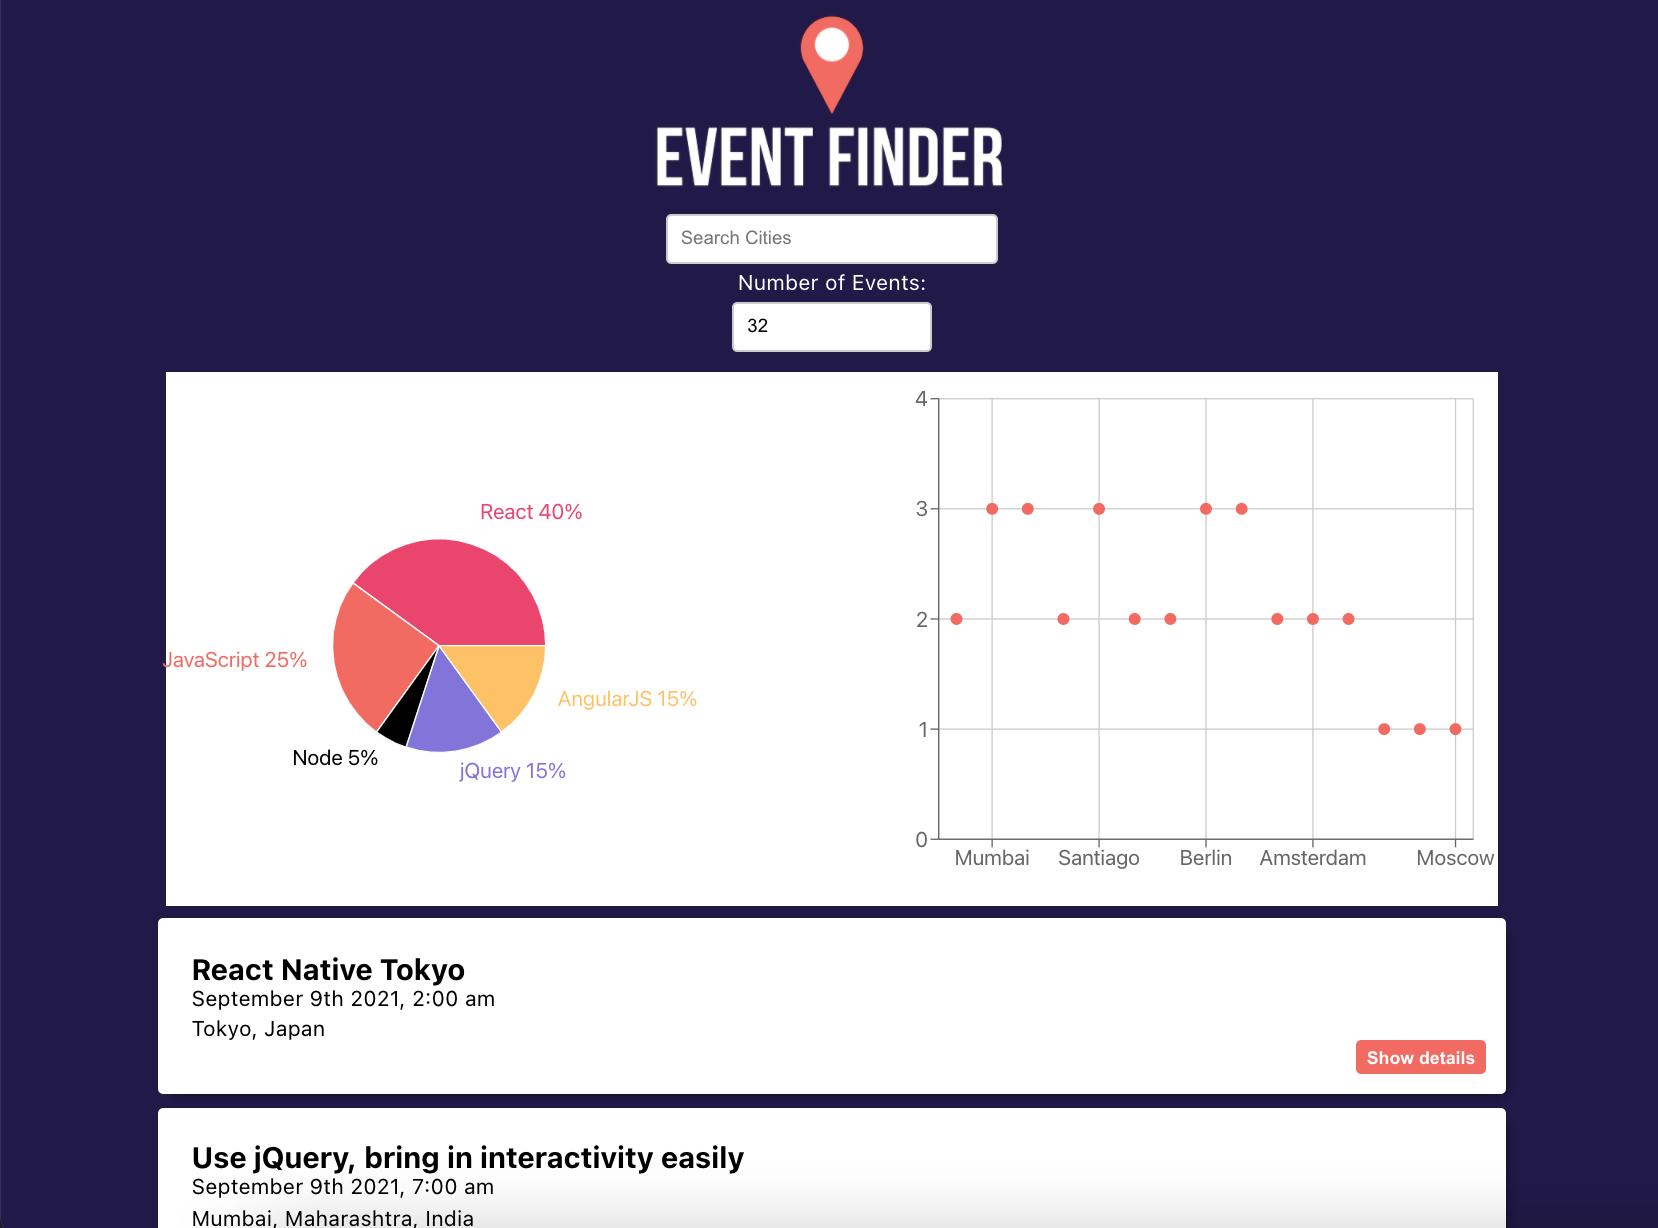 EVENT FINDER
Search Cities
Number of Events:
32
React 40%
JavaScript 25%
AngularJS 15%
Node 5%
jQuery 15%
4
3
2
1
0
Mumbai Santiago Berlin Amsterdam Moscow
React Native Tokyo
September 9th 2021, 2:00 am
Tokyo, Japan
Show details
Use jQuery, bring in interactivity easily
September 9th 2021, 7:00 am
Mumbai, Maharashtra, India